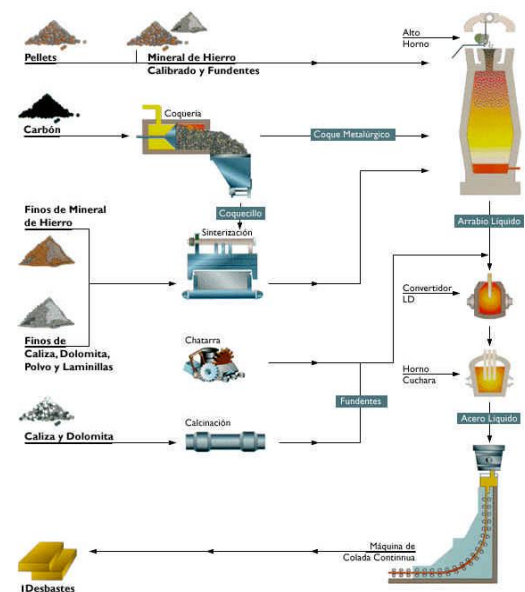 Pellets
Mineral de Hierro
Calibrado y Fundentes
Alto
Horno
Coquería
Carbón
Coque Metalúrgico
Coquecillo
Arrabio Líquido
Finos de Mineral
de Hierro
Sinterización
Convertidor
LD
Finos de
Caliza, Dolomita,
Polvo y Laminillas
Chatarra
Horno
Cuchara
Fundentes
Acero Líquido
Caliza y Dolomita
Calcinación
Máquina de
Colada Continnua
1Desbastes